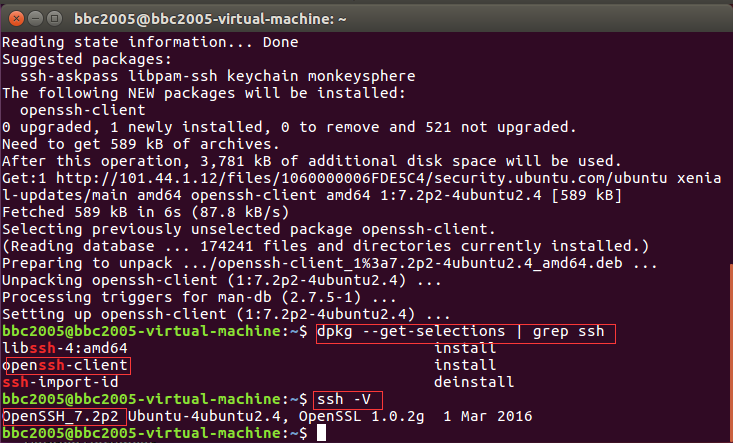 bbc2005@bbc2005-virtual-machine: ~
Reading state information... Done
Suggested packages:
  ssh-askpass libpam-ssh keychain monkeysphere
The following NEW packages will be installed:
  openssh-client
0 upgraded, 1 newly installed, 0 to remove and 521 not upgraded.
Need to get 589 kB of archives.
After this operation, 3,781 kB of additional disk space will be used.
Get:1 http://101.44.1.12/files/1060000006FDE5C4/security.ubuntu.com/ubuntu xenia
l-updates/main amd64 openssh-client amd64 1:7.2p2-4ubuntu2.4 [589 kB]
Fetched 589 kB in 6s (87.8 kB/s)
Selecting previously unselected package openssh-client.
(Reading database ... 174241 files and directories currently installed.)
Preparing to unpack .../openssh-client_1%3a7.2p2-4ubuntu2.4_amd64.deb ...
Unpacking openssh-client (1:7.2p2-4ubuntu2.4) ...
Processing triggers for man-db (2.7.5-1) ...
Setting up openssh-client (1:7.2p2-4ubuntu2.4) ...
bbc2005@bbc2005-virtual-machine:~$ dpkg --get-selections | grep ssh
libssh-4:amd64                                  install
openssh-client                                  install
ssh-import-id                                   deinstall
bbc2005@bbc2005-virtual-machine:~$ ssh -V
OpenSSH_7.2p2 Ubuntu-4ubuntu2.4, OpenSSL 1.0.2g  1 Mar 2016
bbc2005@bbc2005-virtual-machine:~$